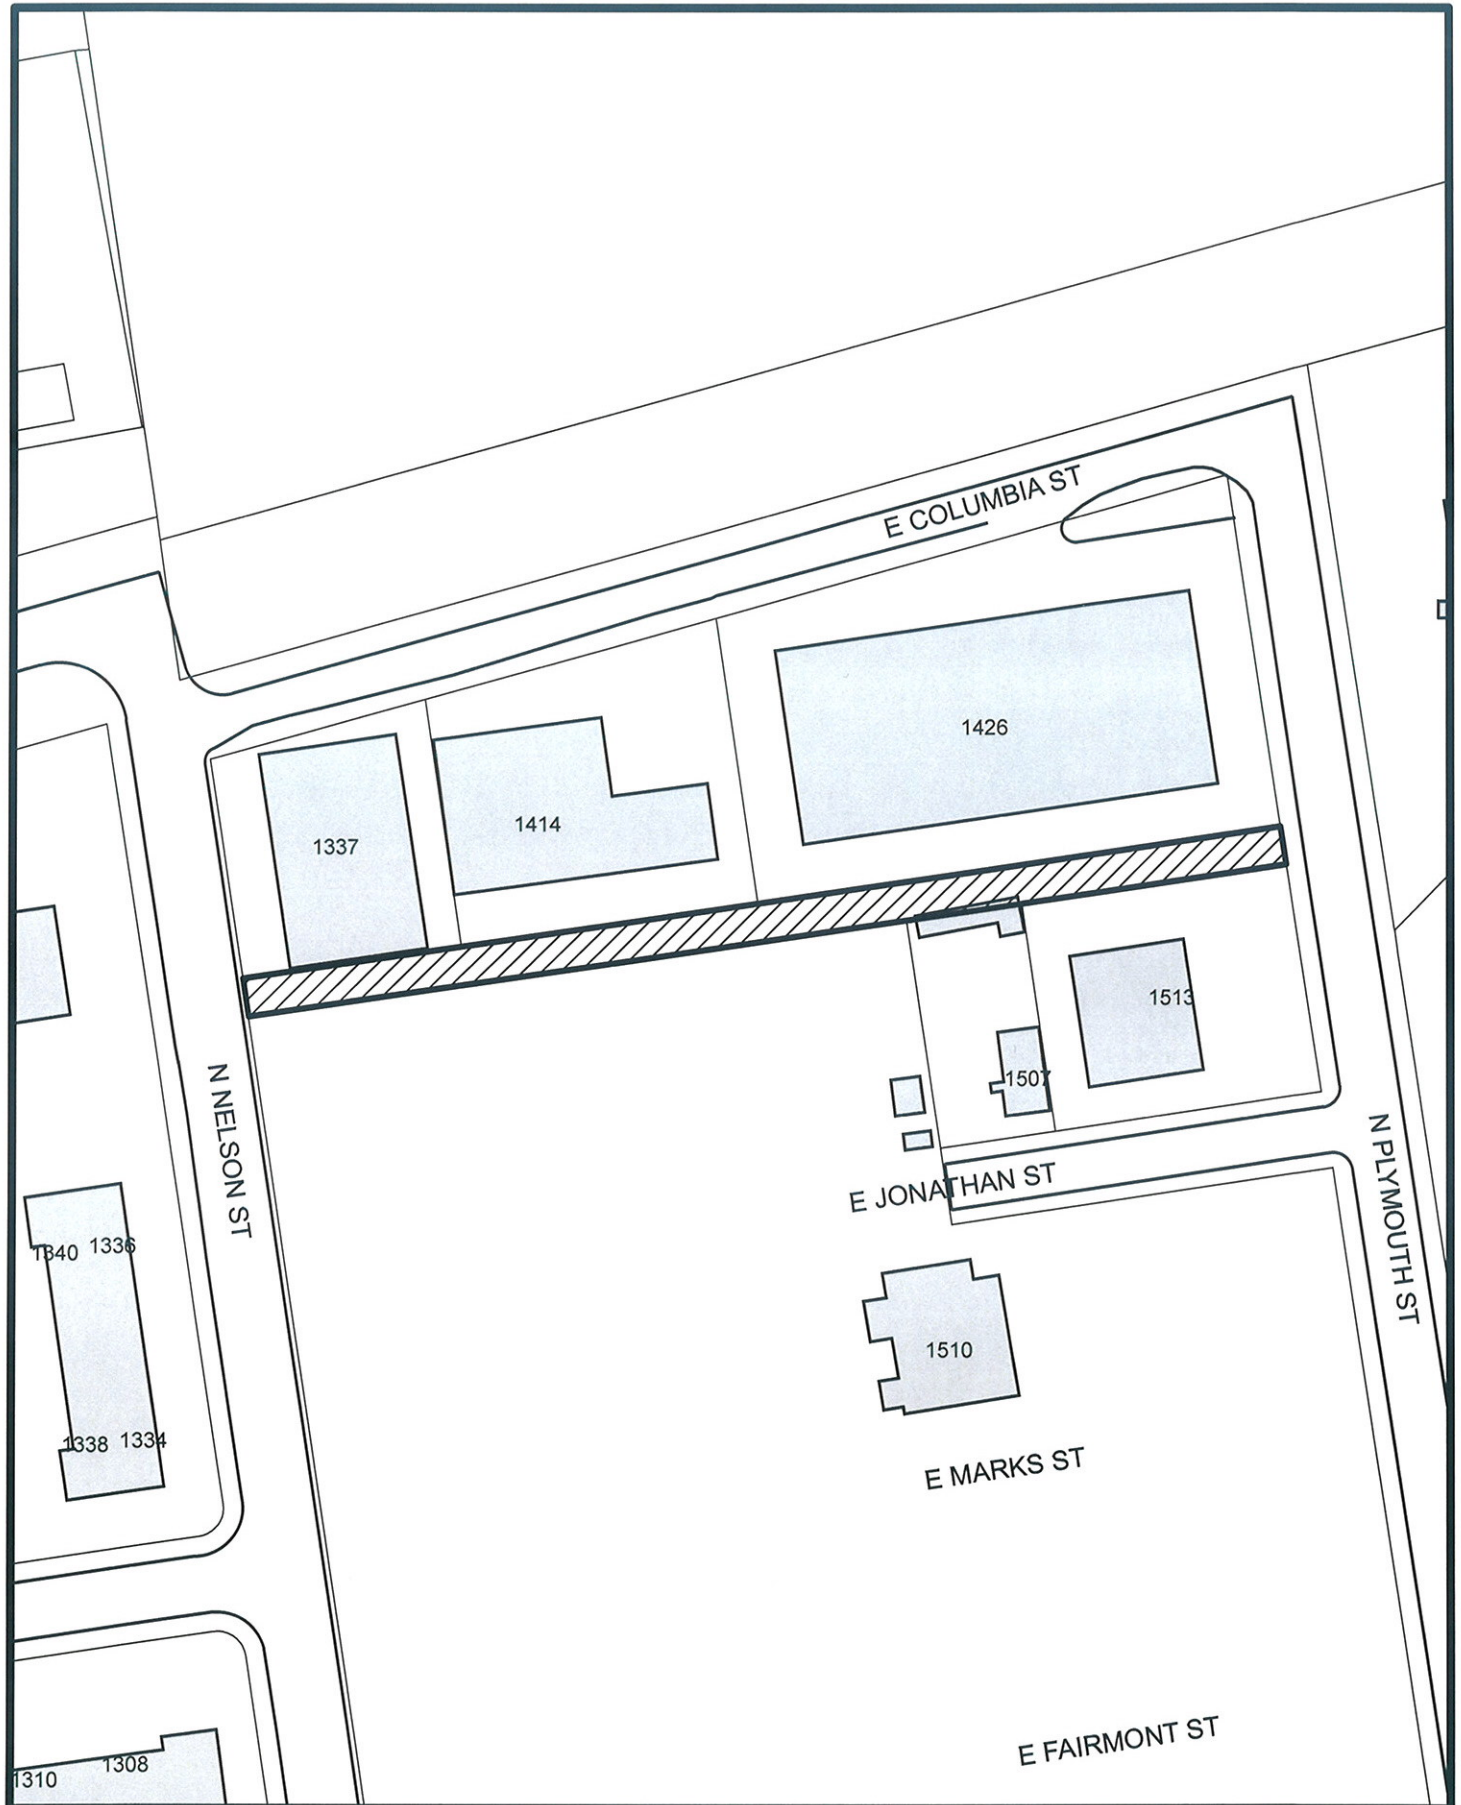 E COLUMBIA ST
1426
1414
1337
1513
1507
N NELSON ST
N PLYMOUTH ST
E JONATHAN ST
1340 1336
1510
1338 1334
E MARKS ST
E FAIRMONT ST
1308
1310